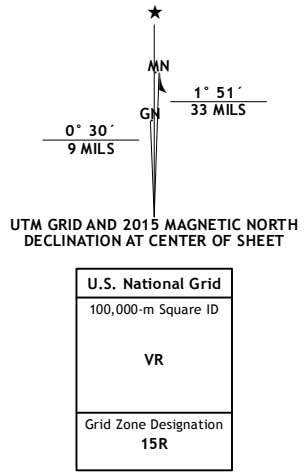 ★
MN
1° 51´
33 MILS
GN
0° 30´
9 MILS
UTM GRID AND 2015 MAGNETIC NORTH
DECLINATION AT CENTER OF SHEET
U.S. National Grid
100,000-m Square ID
VR
Grid Zone Designation
15R